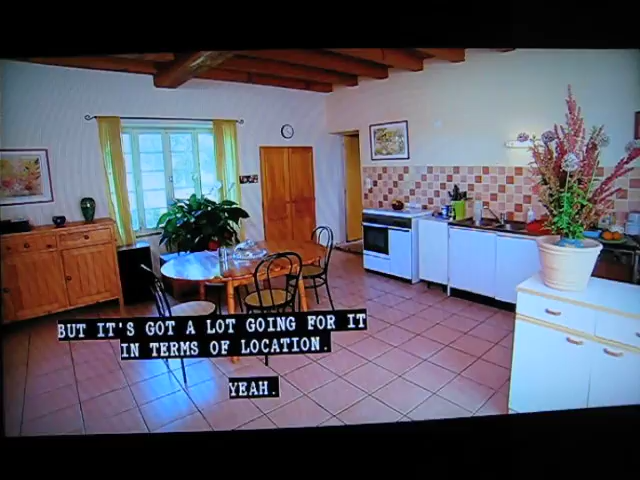 BUT IT'S GOT A LOT GOING FOR IT
IN TERMS OF LOCATION.
YEAH.